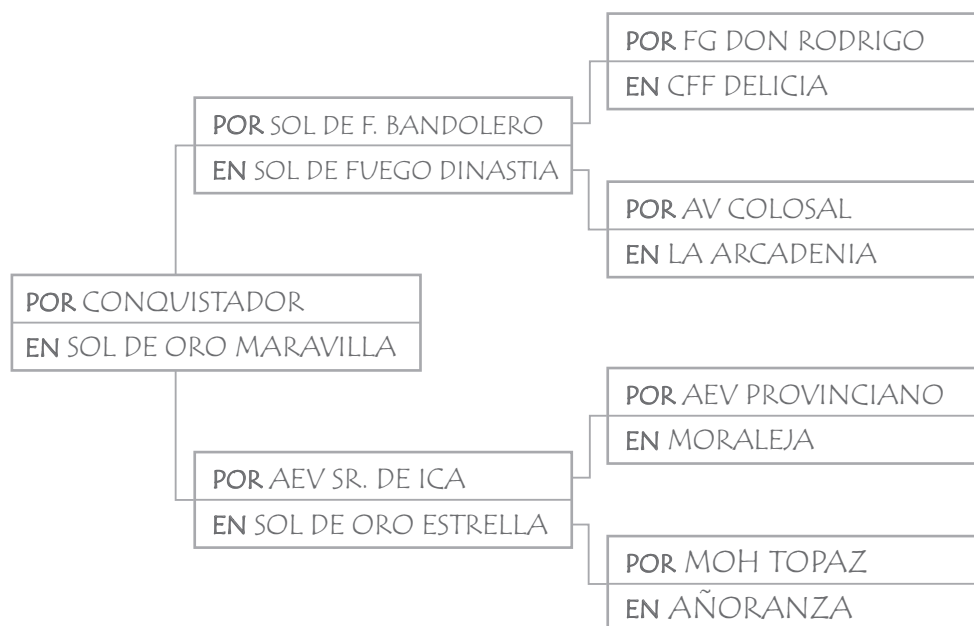 POR FG DON RODRIGO
EN CFF DELICIA
POR SOL DE F. BANDOLERO
EN SOL DE FUEGO DINASTIA
POR AV COLOSAL
EN LA ARCADENIA
POR CONQUISTADOR
EN SOL DE ORO MARAVILLA
POR AEV PROVINCIANO
EN MORALEJA
POR AEV SR. DE ICA
EN SOL DE ORO ESTRELLA
POR MOH TOPAZ
EN AÑORANZA